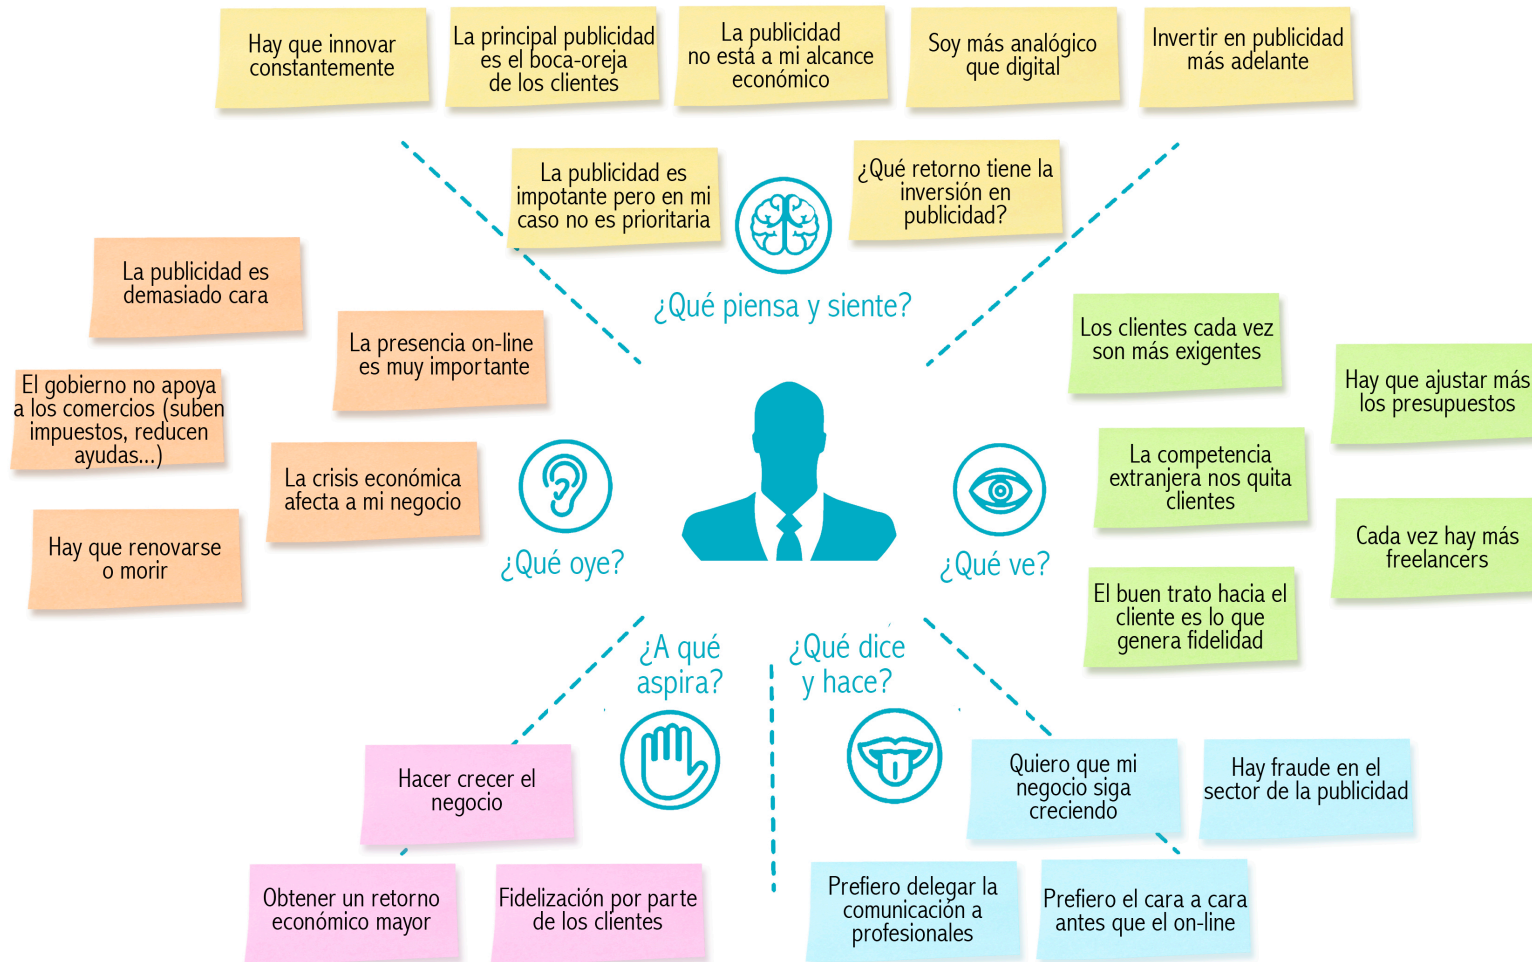 Hay que innovar
constantemente
La principal publicidad
es el boca-oreja
de los clientes
La publicidad
no está a mi alcance
económico
Soy más analógico
que digital
Invertir en publicidad
más adelante
La publicidad es
impotante pero en mi
caso no es prioritaria
¿Qué retorno tiene la
inversión en
publicidad?
¿Qué piensa y siente?
La publicidad es
demasiado cara
La presencia on-line
es muy importante
El gobierno no apoya
a los comercios (suben
impuestos, reducen
ayudas...)
La crisis económica
afecta a mi negocio
Hay que renovarse
o morir
¿Qué oye?
Los clientes cada vez
son más exigentes
Hay que ajustar más
los presupuestos
La competencia
extranjera nos quita
clientes
Cada vez hay más
freelancers
El buen trato hacia el
cliente es lo que
genera fidelidad
¿Qué ve?
¿A qué
aspira?
Hacer crecer el
negocio
Obtener un retorno
económico mayor
Fidelización por parte
de los clientes
¿Qué dice
y hace?
Quiero que mi
negocio siga
creciendo
Hay fraude en el
sector de la publicidad
Prefiero delegar la
comunicación a
profesionales
Prefiero el cara a cara
antes que el on-line